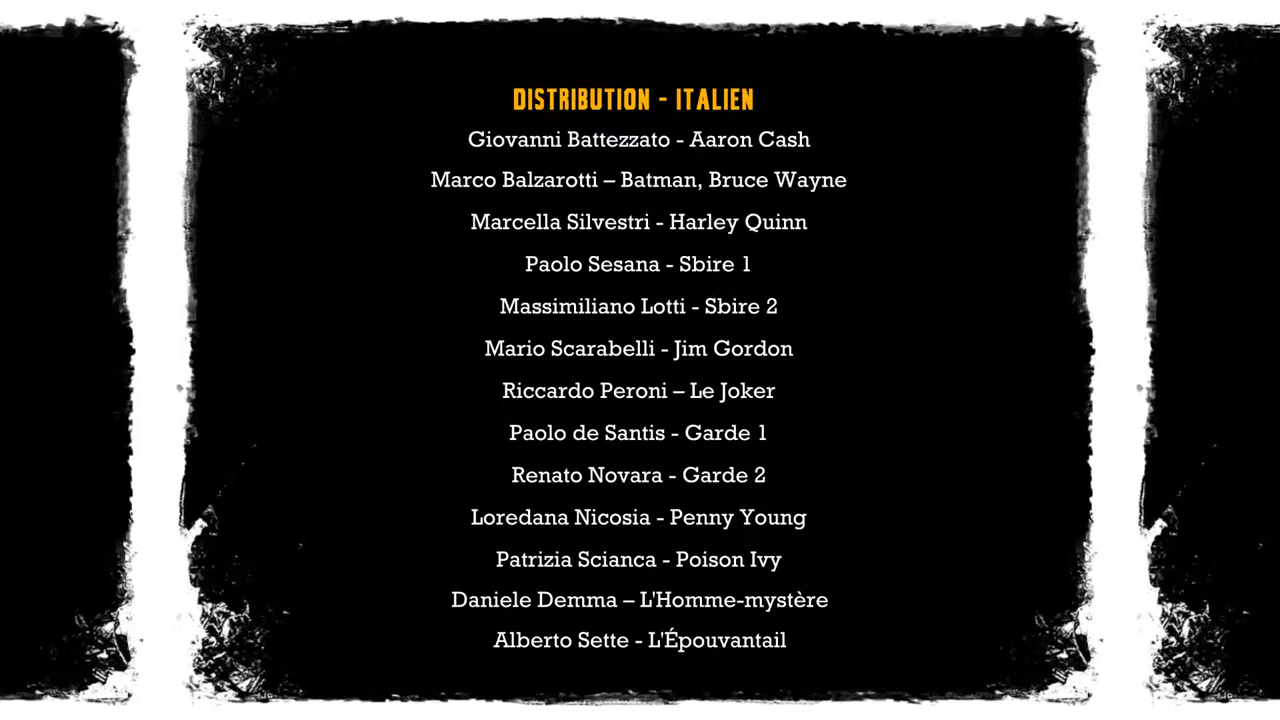 DISTRIBUTION - ITALIEN
Giovanni Battezzato - Aaron Cash
Marco Balzarotti – Batman, Bruce Wayne
Marcella Silvestri - Harley Quinn
Paolo Sesana - Sbire 1
Massimiliano Lotti - Sbire 2
Mario Scarabelli - Jim Gordon
Riccardo Peroni – Le Joker
Paolo de Santis - Garde 1
Renato Novara - Garde 2
Loredana Nicosia - Penny Young
Patrizia Scianca - Poison Ivy
Daniele Demma – L'Homme-mystère
Alberto Sette - L'Épouvantail